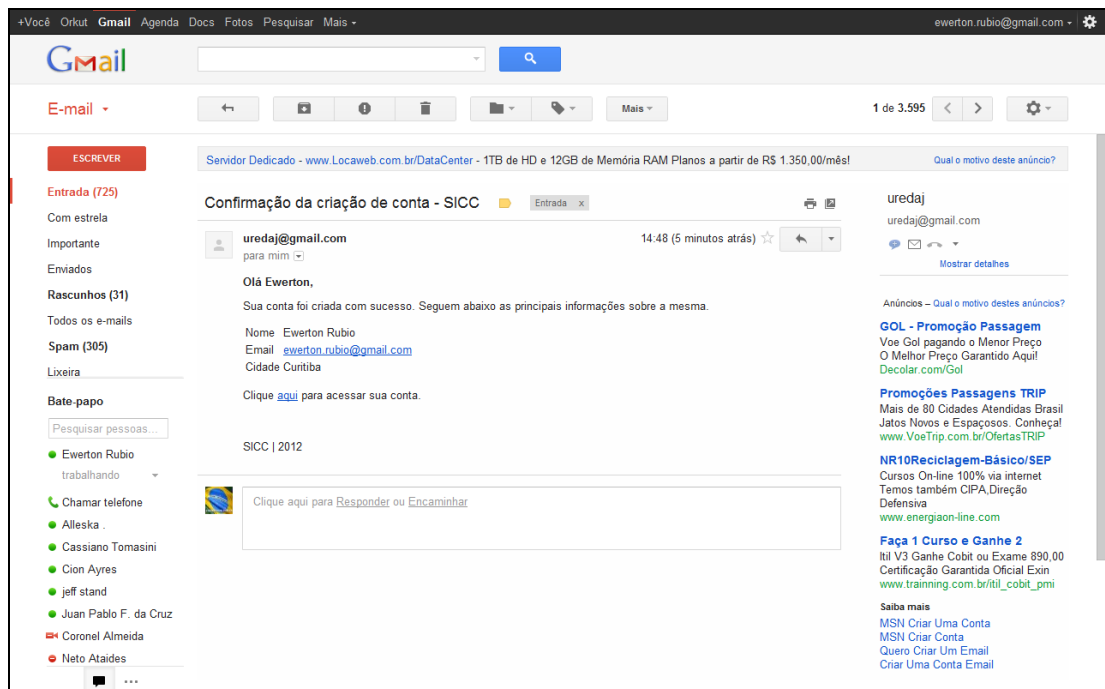 +Você Orkut Gmail Agenda Docs Fotos Pesquisar Mais
ewerton.rubio@gmail.com
Gmail
E-mail
Mais
1 de 3.595
ESCREVER
Entrada (725)
Com estrela
Importante
Enviados
Rascunhos (31)
Todos os e-mails
Spam (305)
Lixeira
Bate-papo
Pesquisar pessoas...
Ewerton Rubio
trabalhando
Chamar telefone
Alleska .
Cassiano Tomasini
Cion Ayres
jeff stand
Juan Pablo F. da Cruz
Coronel Almeida
Neto Ataides
Servidor Dedicado - www.Locaweb.com.br/DataCenter - 1TB de HD e 12GB de Memória RAM Planos a partir de R$ 1.350,00/mês!
Qual o motivo deste anúncio?
Confirmação da criação de conta - SICC
Entrada x
uredaj@gmail.com
14:48 (5 minutos atrás)
para mim
Olá Ewerton,
Sua conta foi criada com sucesso. Seguem abaixo as principais informações sobre a mesma.
Nome Ewerton Rubio
Email ewerton.rubio@gmail.com
Cidade Curitiba
Clique aqui para acessar sua conta.
SICC | 2012
Clique aqui para Responder ou Encaminhar
uredaj
uredaj@gmail.com
Mostrar detalhes
Anúncios – Qual o motivo destes anúncios?
GOL - Promoção Passagem
Voe Gol pagando o Menor Preço
O Melhor Preço Garantido Aqui!
Decolar.com/Gol
Promoções Passagens TRIP
Mais de 80 Cidades Atendidas Brasil
Jatos Novos e Espaçosos. Conheça!
www.VoeTrip.com.br/OfertasTRIP
NR10Reciclagem-Básico/SEP
Cursos On-line 100% via internet
Temos também CIPA,Direção
Defensiva
www.energiaon-line.com
Faça 1 Curso e Ganhe 2
Itil V3 Ganhe Cobit ou Exame 890,00
Certificação Garantida Oficial Exin
www.trainning.com.br/itil_cobit_pmi
Saiba mais
MSN Criar Uma Conta
MSN Criar Conta
Quero Criar Um Email
Criar Uma Conta Email